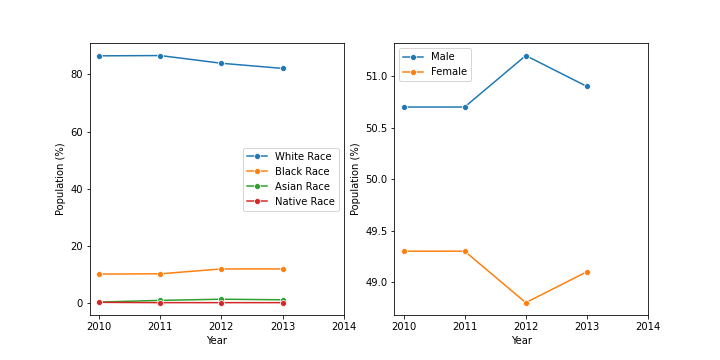 80
60
40
20
0
Population (%)
2010 2011 2012 2013 2014
Year
White Race
Black Race
Asian Race
Native Race
51.0
50.5
50.0
49.5
49.0
Population (%)
2010 2011 2012 2013 2014
Year
Male
Female